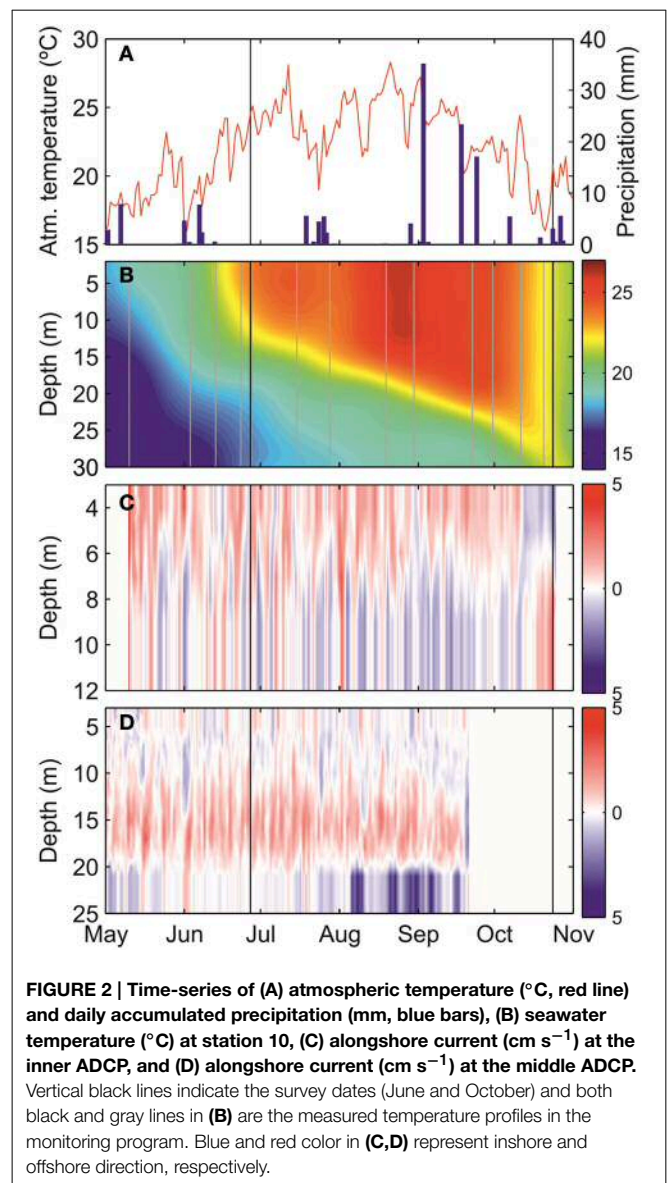 30
25
20
15
Atm. temperature (ºC)
A
40
30
20
10
0
Precipitation (mm)
B
5
10
15
20
25
30
Depth (m)
25
20
15
C
4
6
8
10
12
Depth (m)
5
0
5
D
5
10
15
20
25
Depth (m)
5
0
5
May Jun Jul Aug Sep Oct Nov
FIGURE 2 | Time-series of (A) atmospheric temperature (°C, red line)
and daily accumulated precipitation (mm, blue bars), (B) seawater
temperature (°C) at station 10, (C) alongshore current (cm s−1) at the
inner ADCP, and (D) alongshore current (cm s−1) at the middle ADCP.
Vertical black lines indicate the survey dates (June and October) and both
black and gray lines in (B) are the measured temperature profiles in the
monitoring program. Blue and red color in (C,D) represent inshore and
offshore direction, respectively.